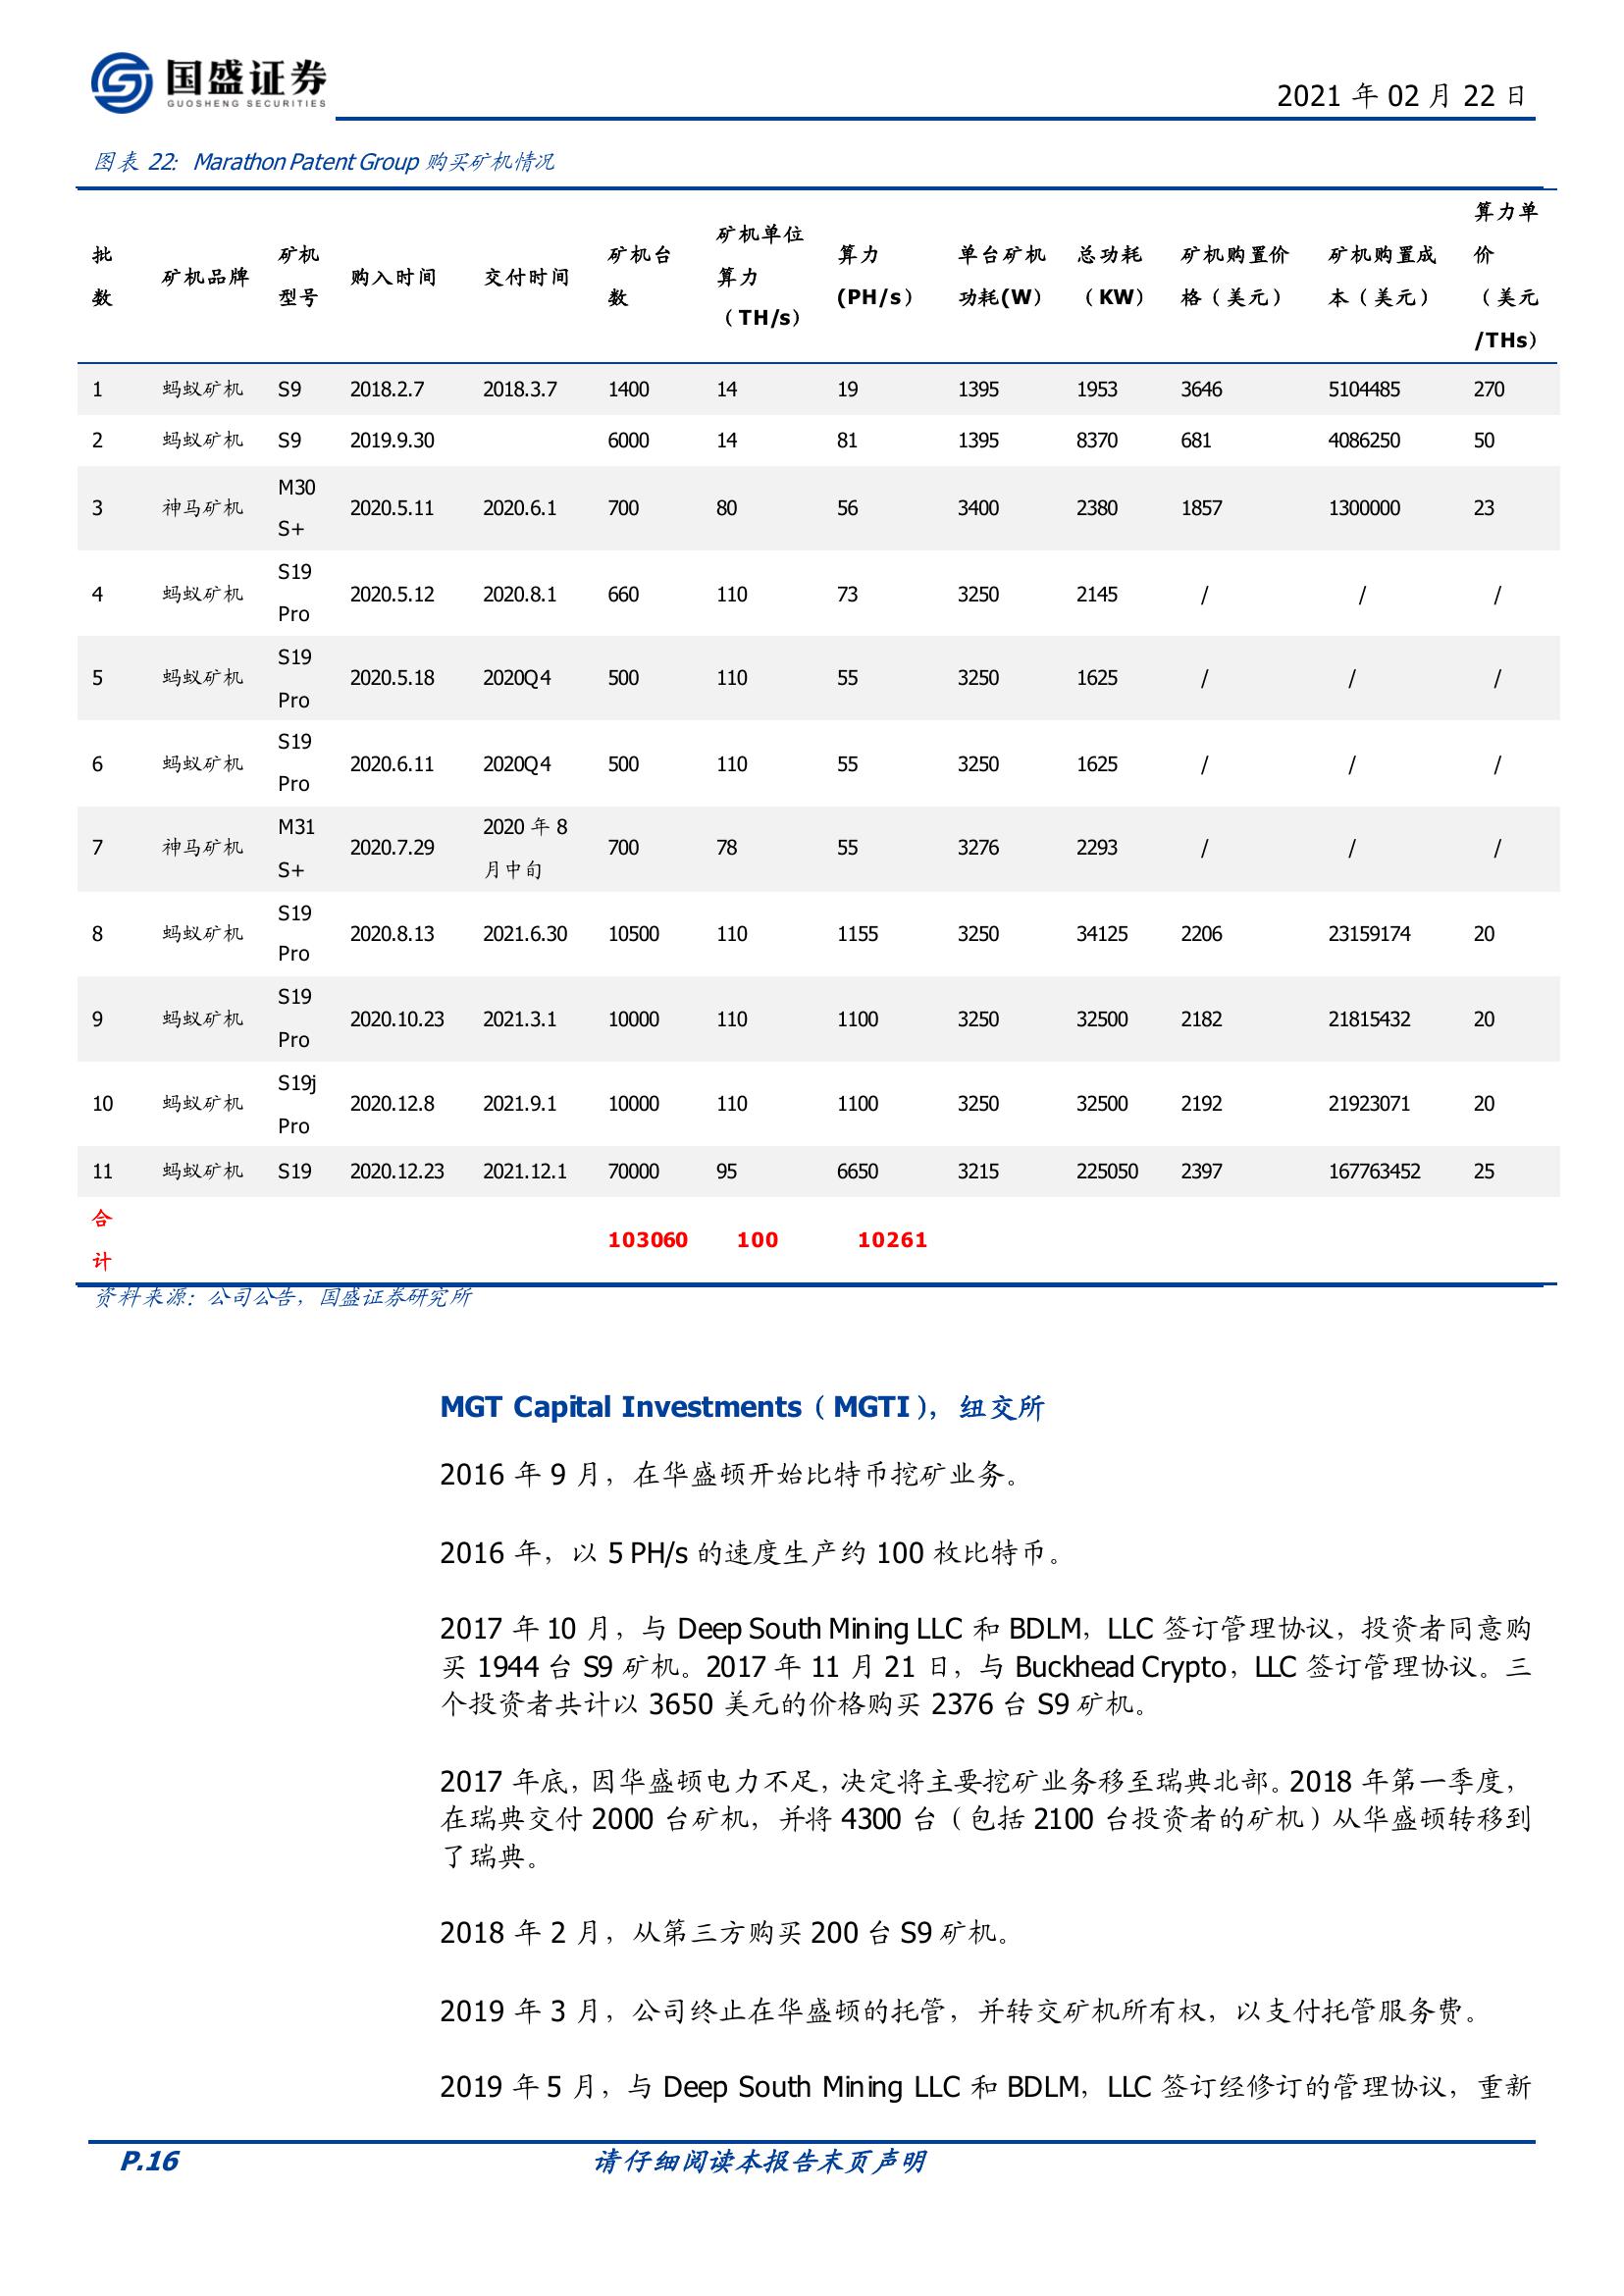 国盛证券
GUOSHENG SECURITIES
2021 年 02 月 22 日
图表 22: Marathon Patent Group 购买矿机情况
批数 矿机品牌 矿机型号 购入时间 交付时间 矿机台数 矿机单位算力（TH/s） 算力(PH/s） 单台矿机功耗(W） 总功耗（KW） 矿机购置价格（美元） 矿机购置成本（美元） 算力单价（美元/THs）
1 蚂蚁矿机 S9 2018.2.7 2018.3.7 1400 14 19 1395 1953 3646 5104485 270
2 蚂蚁矿机 S9 2019.9.30 6000 14 81 1395 8370 681 4086250 50
3 神马矿机 M30S+ 2020.5.11 2020.6.1 700 80 56 3400 2380 1857 1300000 23
4 蚂蚁矿机 S19 Pro 2020.5.12 2020.8.1 660 110 73 3250 2145 / / /
5 蚂蚁矿机 S19 Pro 2020.5.18 2020Q4 500 110 55 3250 1625 / / /
6 蚂蚁矿机 S19 Pro 2020.6.11 2020Q4 500 110 55 3250 1625 / / /
7 神马矿机 M31S+ 2020.7.29 2020 年 8 月中旬 700 78 55 3276 2293 / / /
8 蚂蚁矿机 S19 Pro 2020.8.13 2021.6.30 10500 110 1155 3250 34125 2206 23159174 20
9 蚂蚁矿机 S19 Pro 2020.10.23 2021.3.1 10000 110 1100 3250 32500 2182 21815432 20
10 蚂蚁矿机 S19j Pro 2020.12.8 2021.9.1 10000 110 1100 3250 32500 2192 21923071 20
11 蚂蚁矿机 S19 2020.12.23 2021.12.1 70000 95 6650 3215 225050 2397 167763452 25
合计 103060 100 10261
资料来源：公司公告，国盛证券研究所
MGT Capital Investments（MGTI），纽交所
2016 年 9 月，在华盛顿开始比特币挖矿业务。
2016 年，以 5 PH/s 的速度生产约 100 枚比特币。
2017 年 10 月，与 Deep South Mining LLC 和 BDLM，LLC 签订管理协议，投资者同意购
买 1944 台 S9 矿机。2017 年 11 月 21 日，与 Buckhead Crypto，LLC 签订管理协议。三
个投资者共计以 3650 美元的价格购买 2376 台 S9 矿机。
2017 年底，因华盛顿电力不足，决定将主要挖矿业务移至瑞典北部。2018 年第一季度，
在瑞典交付 2000 台矿机，并将 4300 台（包括 2100 台投资者的矿机）从华盛顿转移到
了瑞典。
2018 年 2 月，从第三方购买 200 台 S9 矿机。
2019 年 3 月，公司终止在华盛顿的托管，并转交矿机所有权，以支付托管服务费。
2019 年 5 月，与 Deep South Mining LLC 和 BDLM，LLC 签订经修订的管理协议，重新
P.16 请仔细阅读本报告末页声明